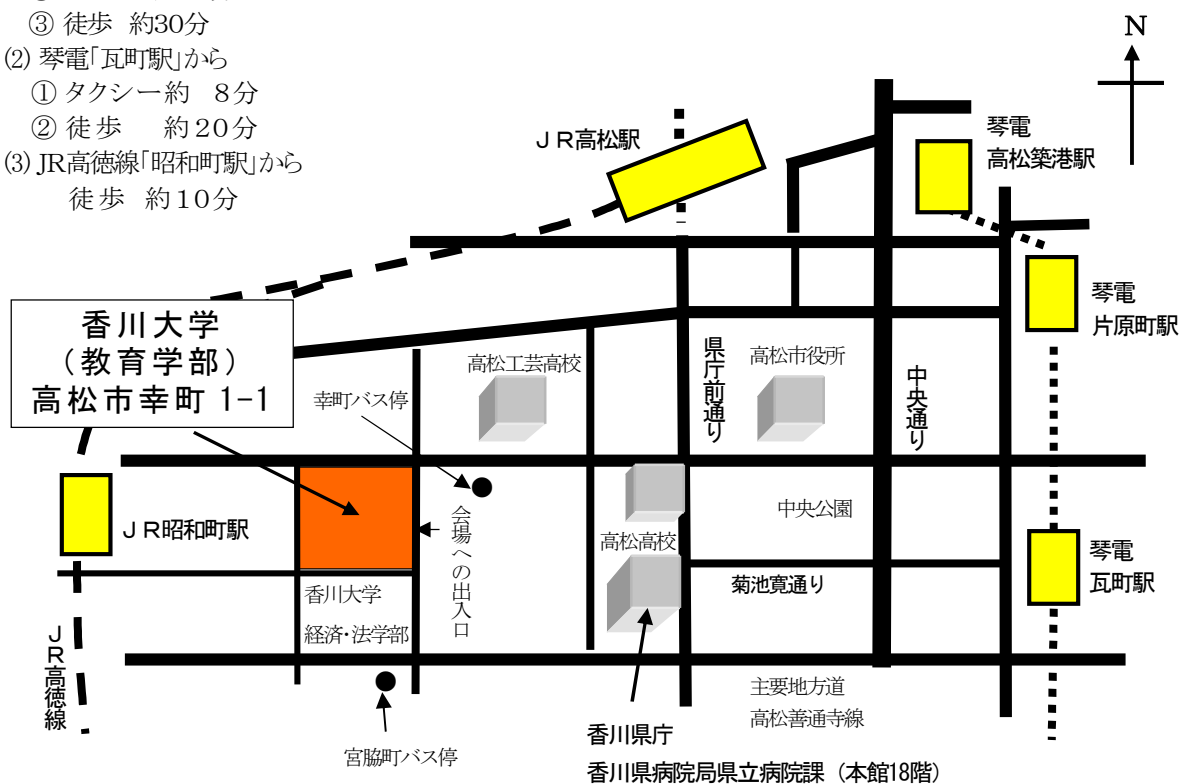 ③ 徒歩 約30分
⑵ 琴電「瓦町駅」から
① タクシー約 8分
② 徒歩 約20分
⑶ JR高徳線「昭和町駅」から
徒歩 約10分
N
JR高松駅
琴電
高松築港駅
琴電
片原町駅
香川大学
(教育学部)
高松市幸町 1-1
高松工芸高校
幸町バス停
県庁前通り
高松市役所
中央通り
JR昭和町駅
会場への出入口
高松高校
中央公園
菊池寛通り
琴電
瓦町駅
香川大学
経済・法学部
JR高徳線
宮脇町バス停
主要地方道
高松善通寺線
香川県庁
香川県病院局県立病院課(本館18階)